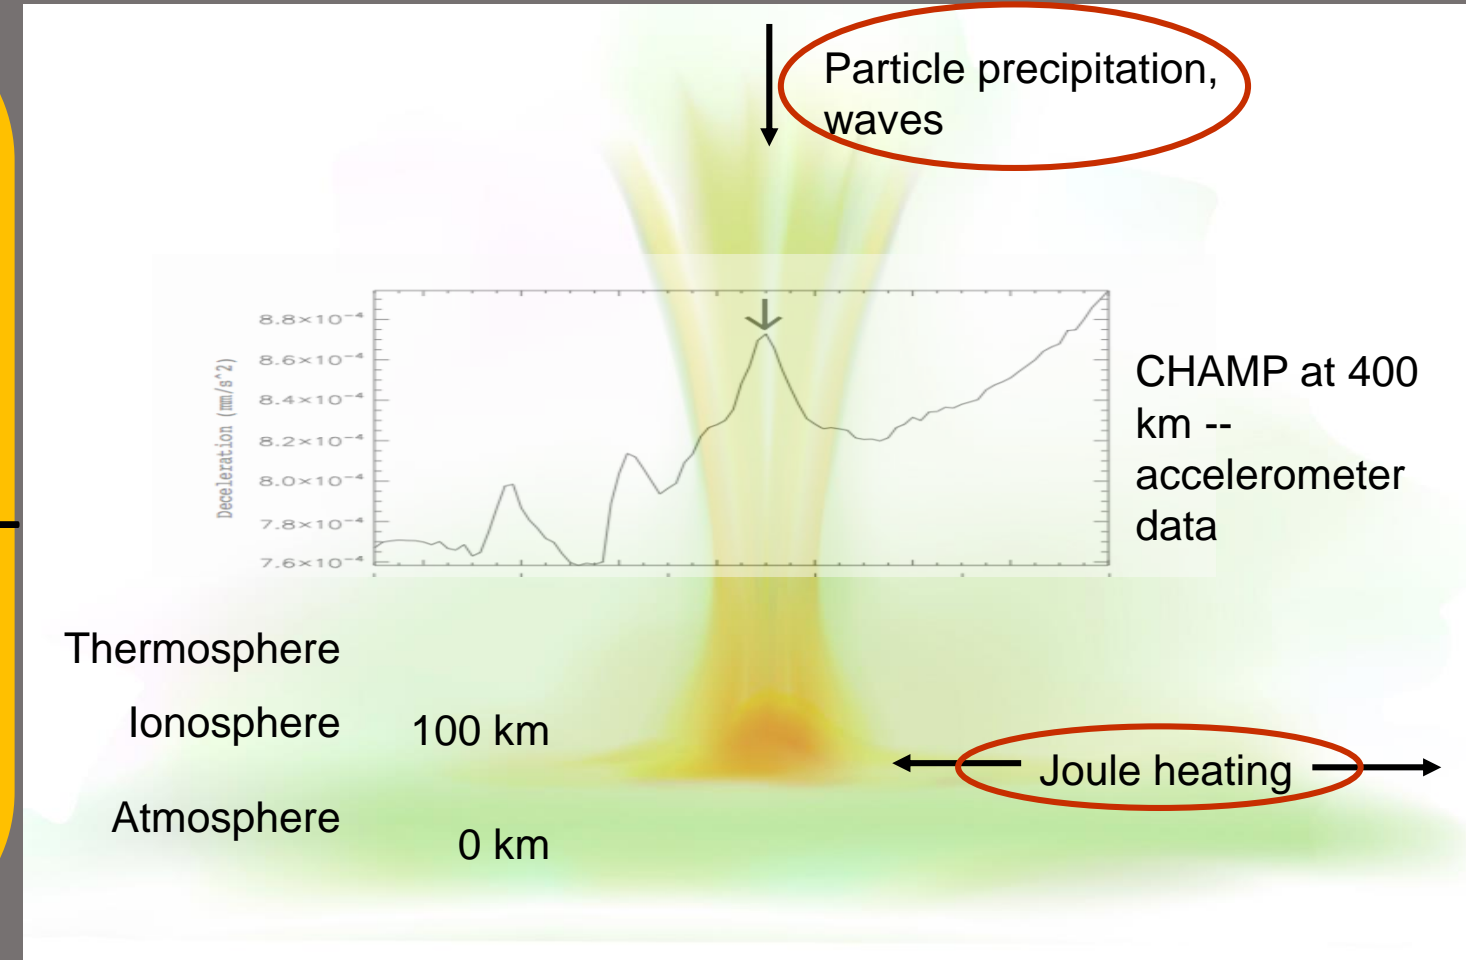 Particle precipitation,
waves
8.8×10⁻⁴
8.6×10⁻⁴
8.4×10⁻⁴
8.2×10⁻⁴
8.0×10⁻⁴
7.8×10⁻⁴
7.6×10⁻⁴
Deceleration (mm/s^2)
CHAMP at 400
km --
accelerometer
data
Thermosphere
Ionosphere 100 km
Joule heating
Atmosphere
0 km